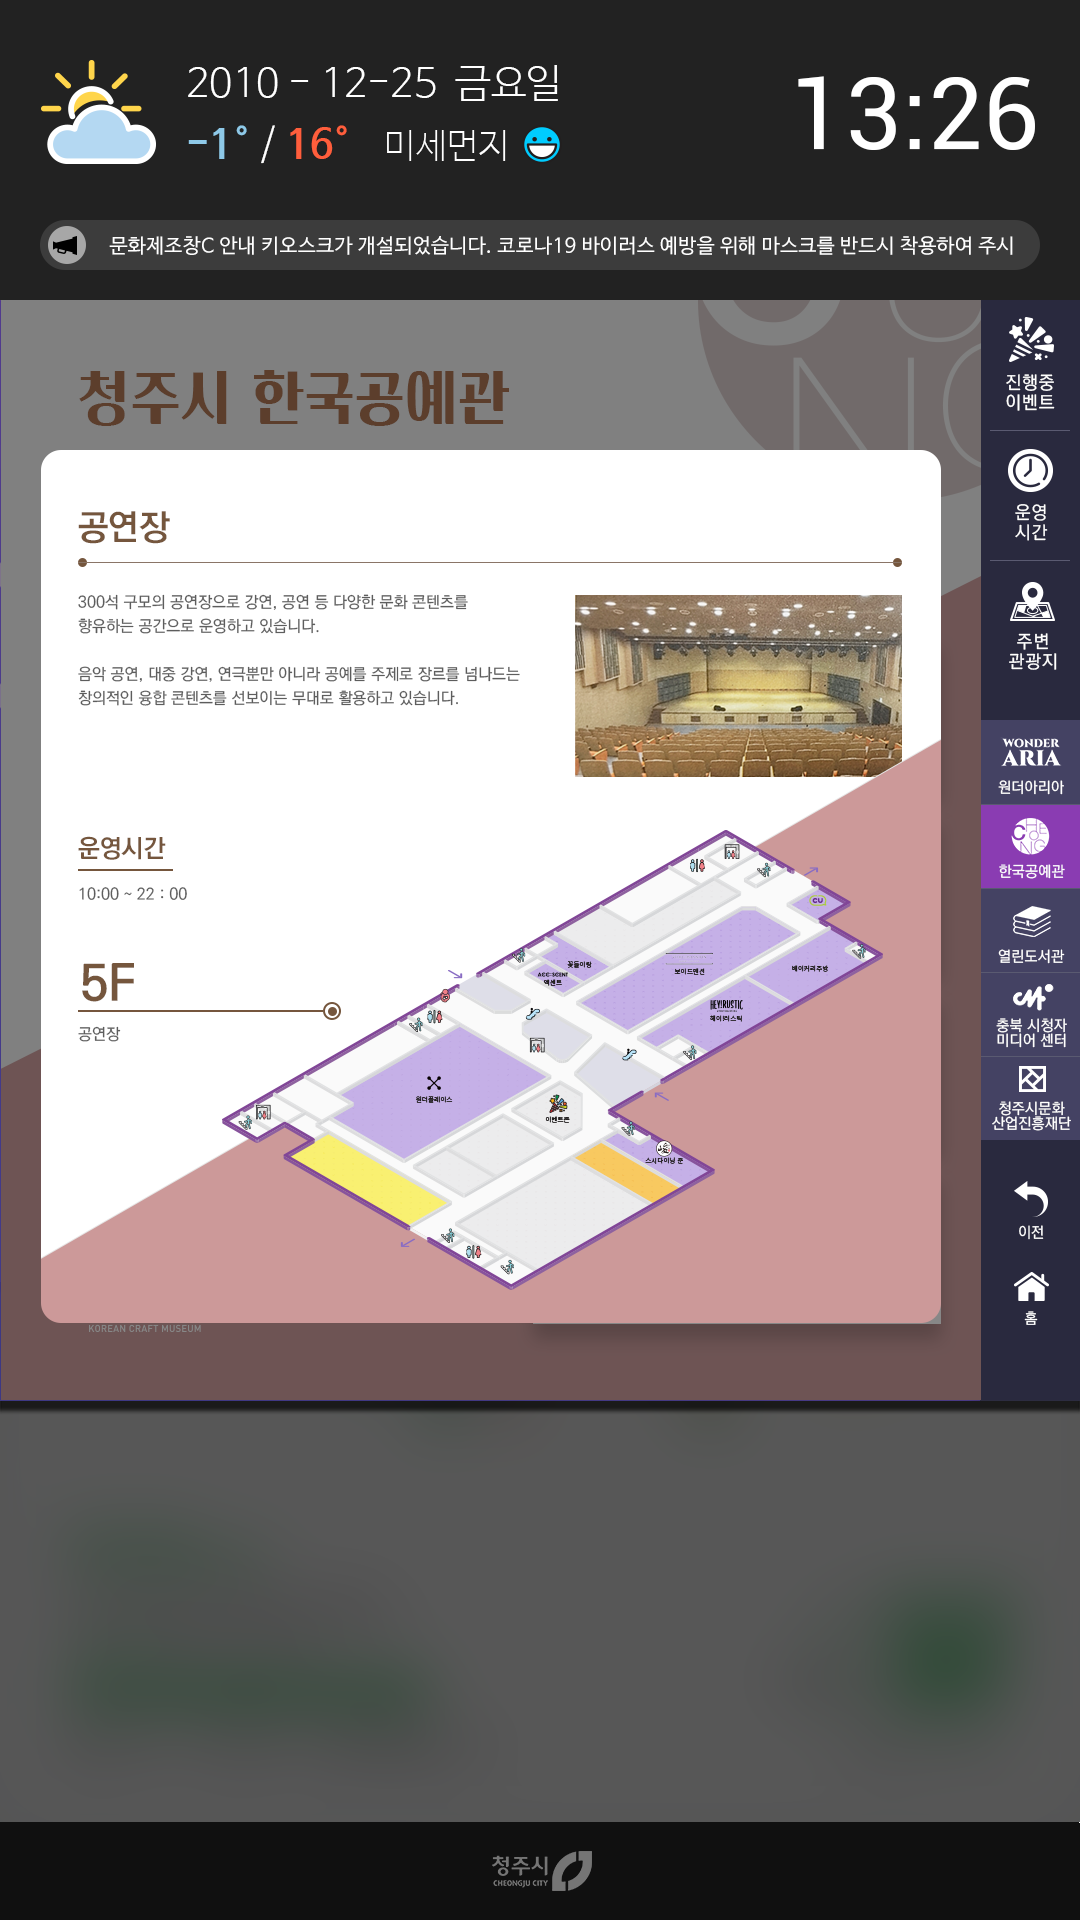 2010 - 12-25 금요일
-1° / 16° 미세먼지
13:26
문화제조창C 안내 키오스크가 개설되었습니다. 코로나19 바이러스 예방을 위해 마스크를 반드시 착용하여 주시
청주시 한국공예관
공연장
300석 구모의 공연장으로 강연, 공연 등 다양한 문화 콘텐츠를
향유하는 공간으로 운영하고 있습니다.
음악 공연, 대중 강연, 연극뿐만 아니라 공예를 주제로 장르를 넘나드는
창의적인 융합 콘텐츠를 선보이는 무대로 활용하고 있습니다.
운영시간
10:00 ~ 22 : 00
5F
공연장
CU
꽃들이랑
ACC:SCENT
액센트
보이드맨션
베이커리주방
HEY!RUSTIC
헤이!러스틱
원더플레이스
이벤트존
스시다이닝 준
KOREAN CRAFT MUSEUM
진행중
이벤트
운영
시간
주변
관광지
WONDER
ARIA
원더아리아
CHEONG
한국공예관
열린도서관
충북 시청자
미디어 센터
청주시문화
산업진흥재단
이전
홈
청주시
CHEONGJU CITY